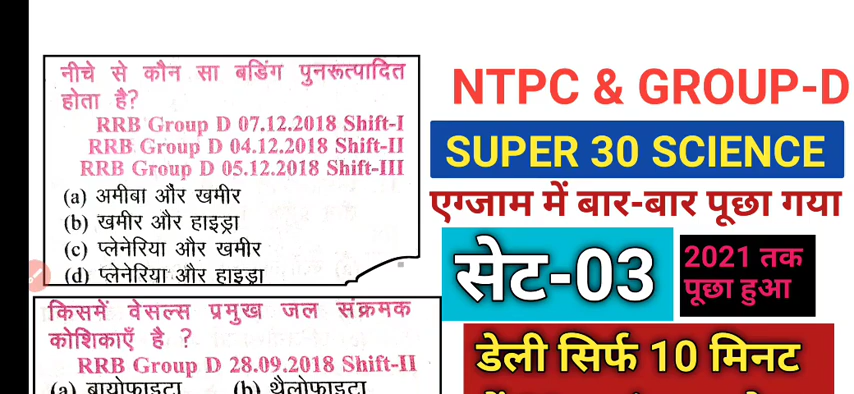 नीचे से कौन सा बडिंग पुनरूत्पादित
होता है?
RRB Group D 07.12.2018 Shift-I
RRB Group D 04.12.2018 Shift-II
RRB Group D 05.12.2018 Shift-III
(a) अमीबा और खमीर
(b) खमीर और हाइड्रा
(c) प्लेनेरिया और खमीर
(d) प्लेनेरिया और हाइड्रा
किसमें वेसल्स प्रमुख जल संक्रमक
कोशिकाएँ है ?
RRB Group D 28.09.2018 Shift-II
(a) बायोफाइटा (b) थैलोफाइटा
NTPC & GROUP-D
SUPER 30 SCIENCE
एग्जाम में बार-बार पूछा गया
सेट-03
2021 तक
पूछा हुआ
डेली सिर्फ 10 मिनट